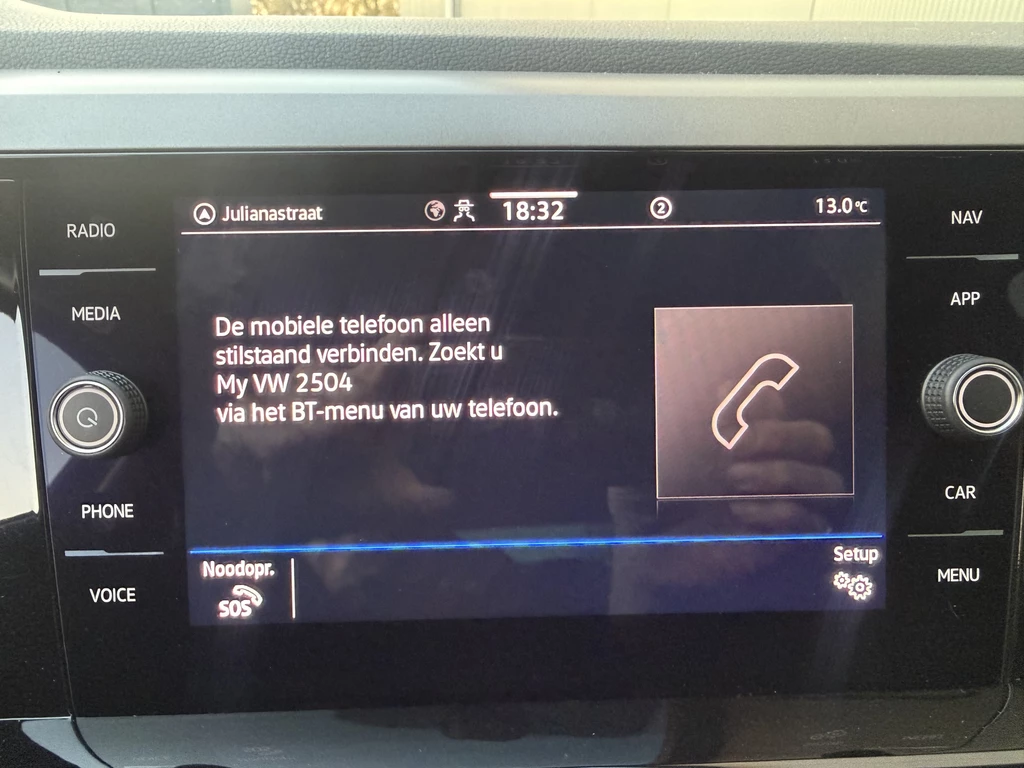 Julianastraat 18:32 2 13.0°C
RADIO
NAV
MEDIA
APP
De mobiele telefoon alleen
stilstaand verbinden. Zoekt u
My VW 2504
via het BT-menu van uw telefoon.
PHONE
CAR
VOICE
MENU
Noodopr.
SOS
Setup